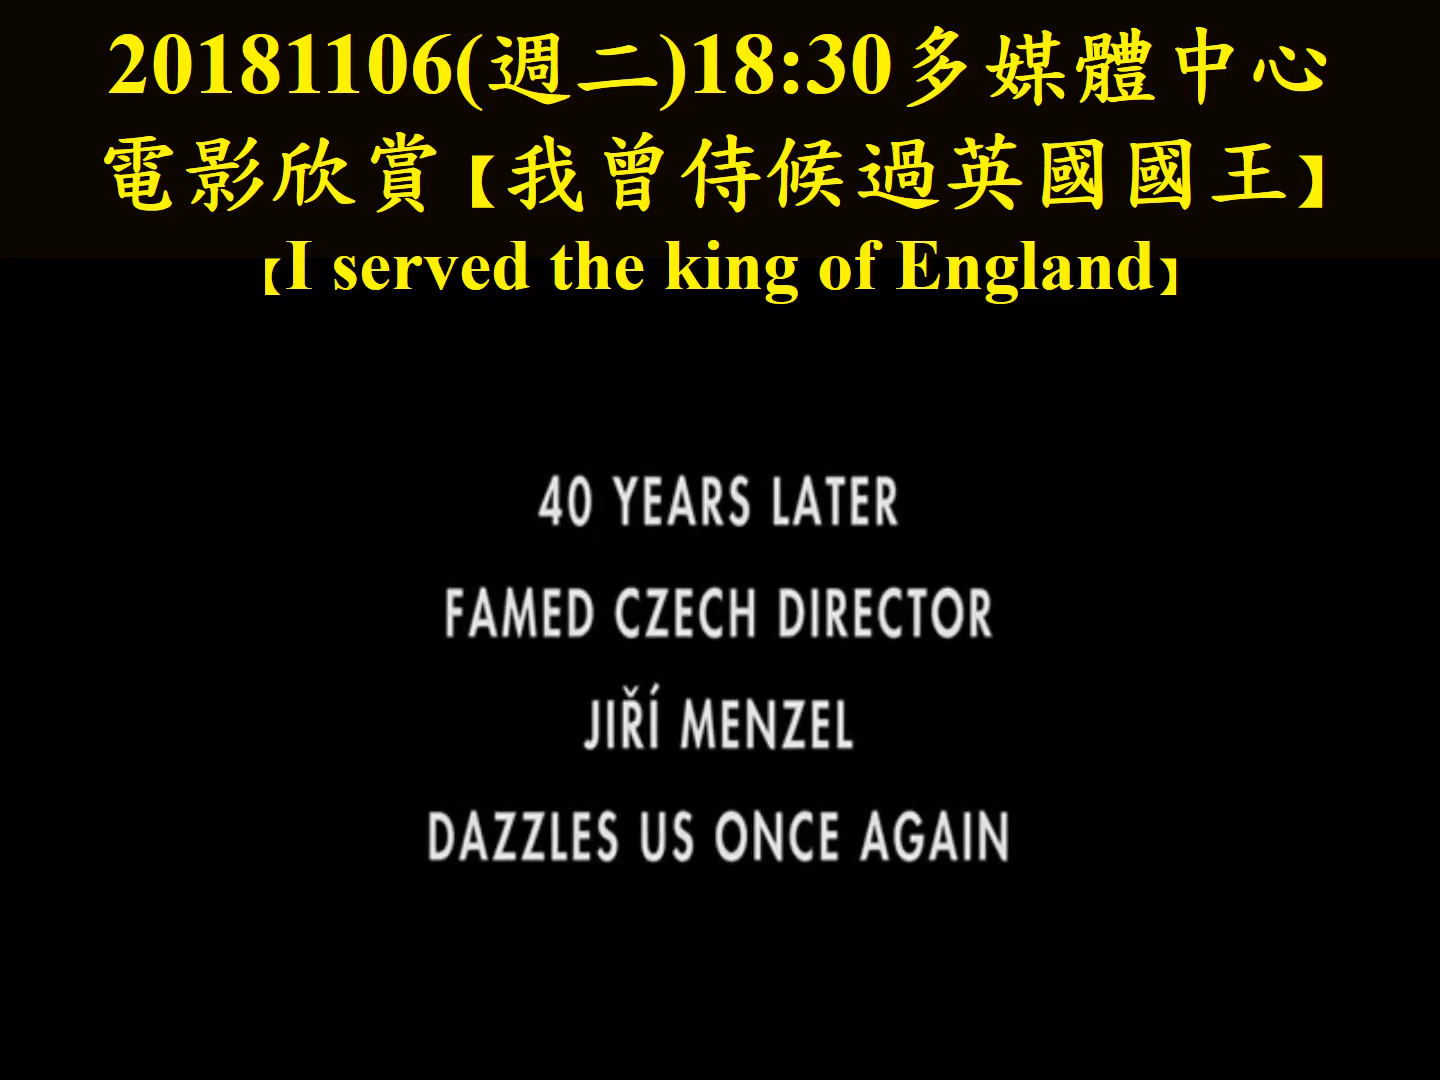 20181106(週二)18:30多媒體中心
電影欣賞【我曾侍候過英國國王】
【I served the king of England】
40 YEARS LATER
FAMED CZECH DIRECTOR
JIŘÍ MENZEL
DAZZLES US ONCE AGAIN